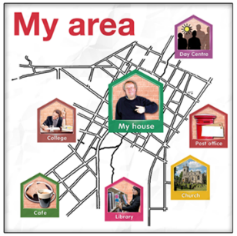 My area
Day Centre
My house
College
Post office
Church
Café
Library